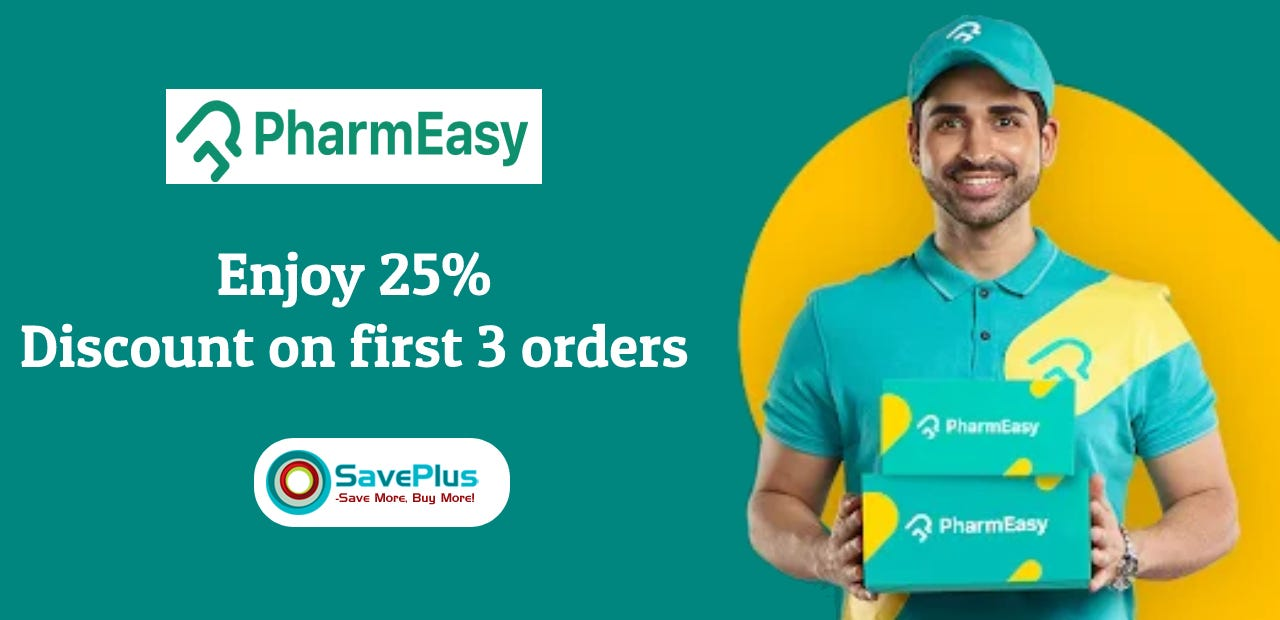 PharmEasy
Enjoy 25%
Discount on first 3 orders
SavePlus
-Save More, Buy More!
PharmEasy
PharmEasy